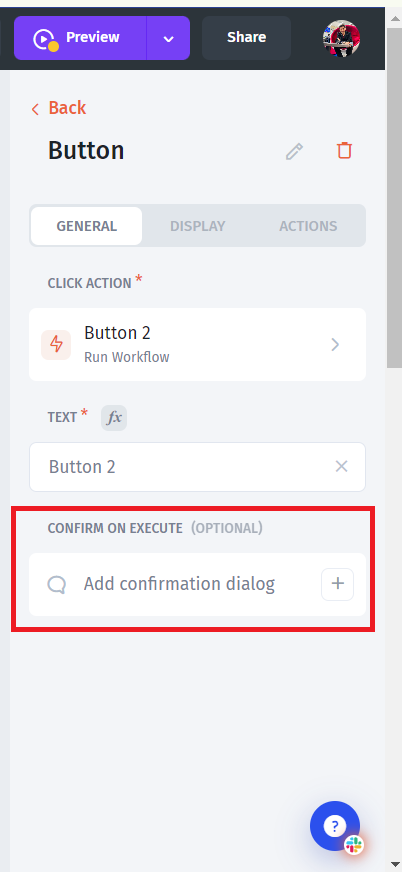 Preview
Share
Back
Button
GENERAL
DISPLAY
ACTIONS
CLICK ACTION *
Button 2
Run Workflow
TEXT * fx
Button 2
CONFIRM ON EXECUTE (OPTIONAL)
Add confirmation dialog
?